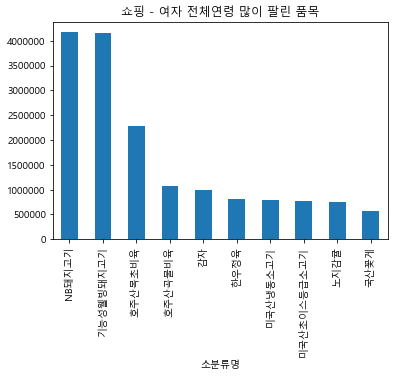 쇼핑 - 여자 전체연령 많이 팔린 품목
4000000
3500000
3000000
2500000
2000000
1500000
1000000
500000
0
NB돼지고기
기능성웰빙돼지고기
호주산목초비육
호주산곡물비육
감자
한우정육
미국산냉동소고기
미국산초이스등급소고기
노지감귤
국산꽃게
소분류명